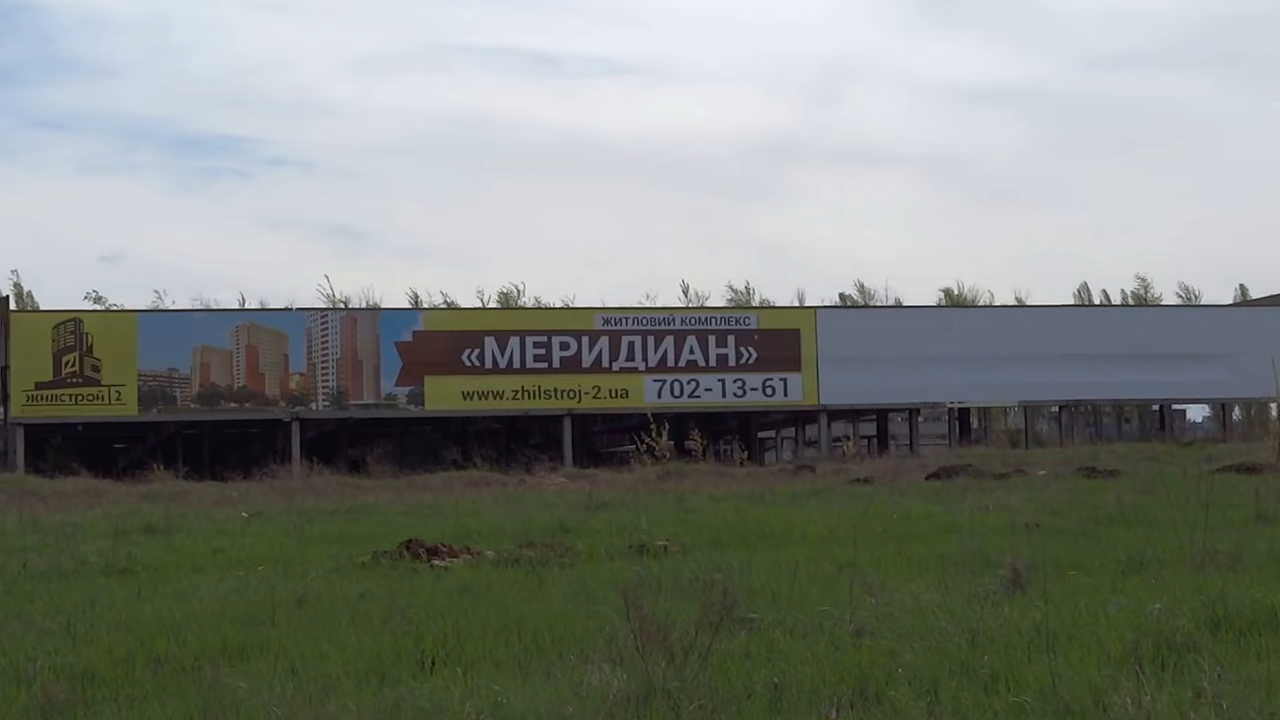 жилстрой 2
ЖИТЛОВИЙ КОМПЛЕКС
«МЕРИДИАН»
www.zhilstroj-2.ua 702-13-61